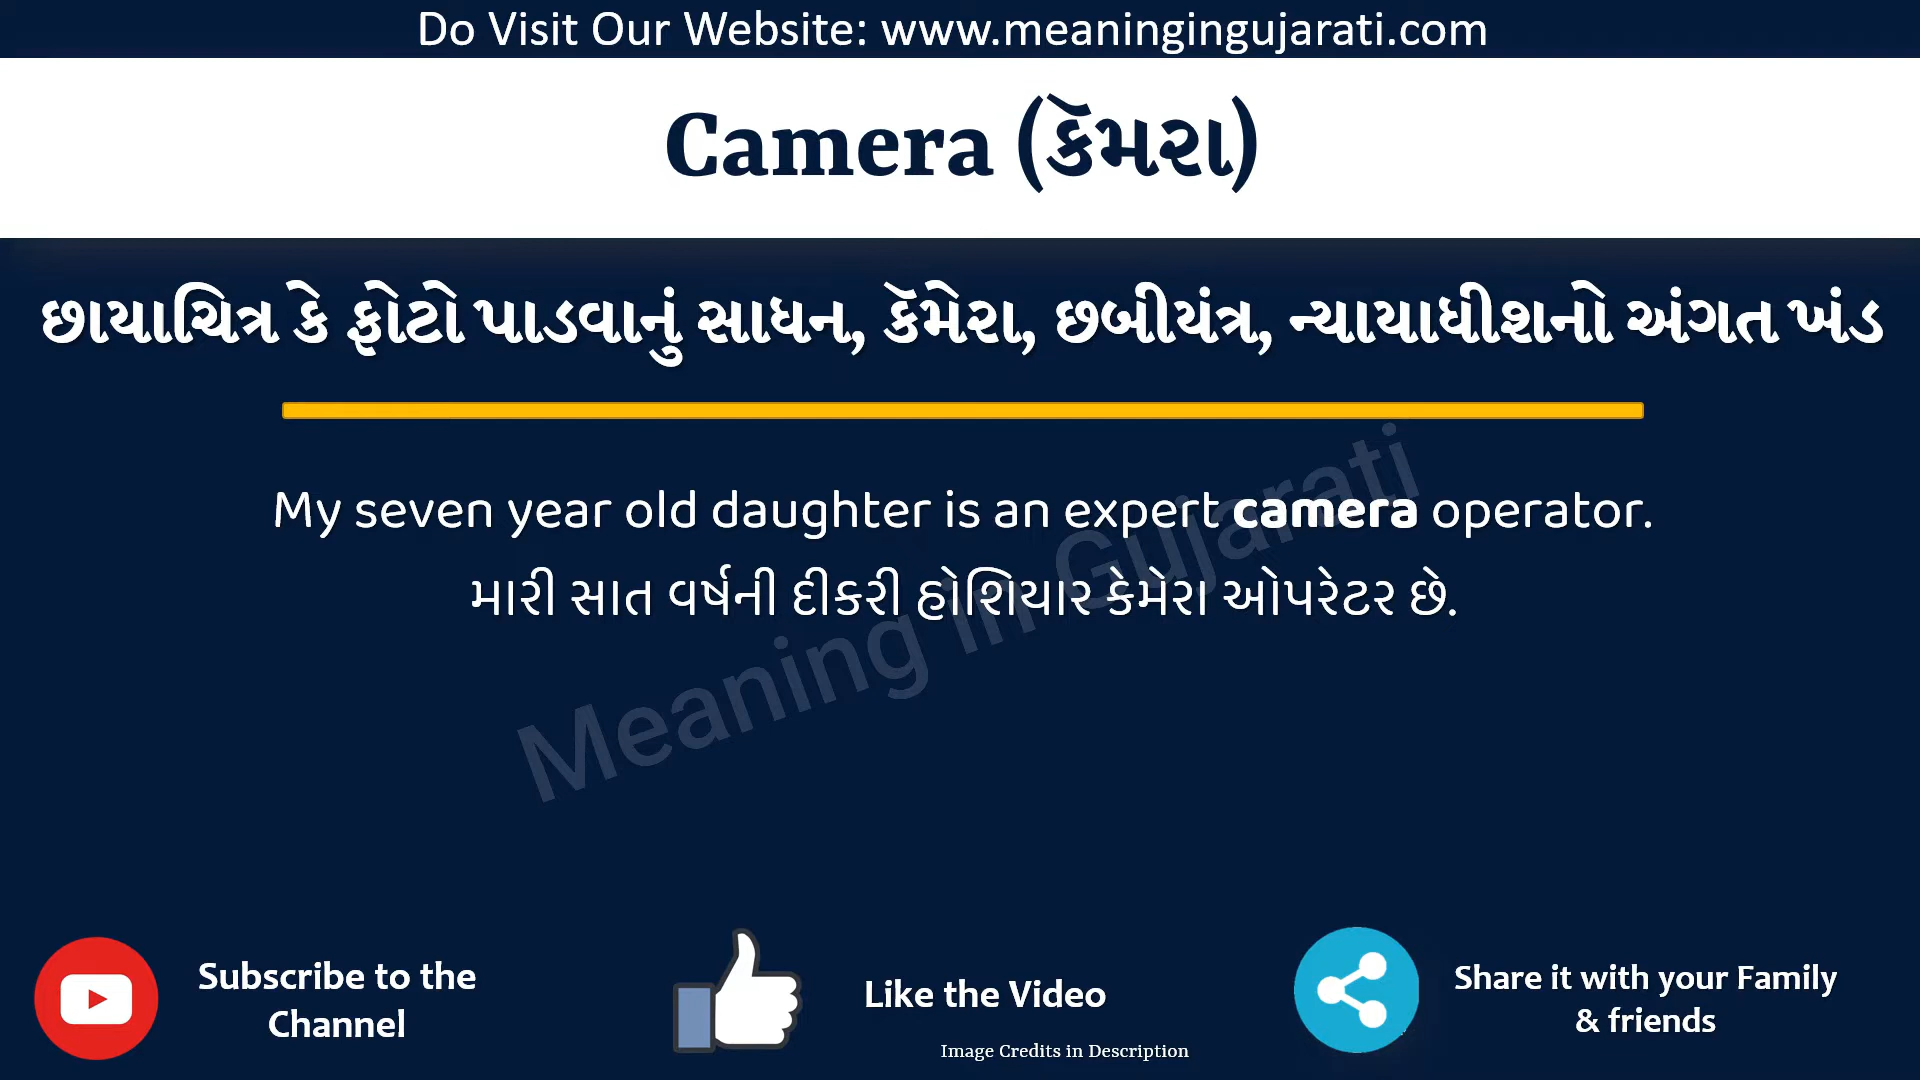 Do Visit Our Website: www.meaningingujarati.com
Camera (કૅમરા)
છાયાચિત્ર કે ફોટો પાડવાનું સાધન, કૅમેરા, છબીયંત્ર, ન્યાયાધીશનો અંગત ખંડ
My seven year old daughter is an expert camera operator.
મારી સાત વર્ષની દીકરી હોશિયાર કેમેરા ઓપરેટર છે.
Meaning in Gujarati
Subscribe to the
Channel
Like the Video
Share it with your Family
& friends
Image Credits in Description